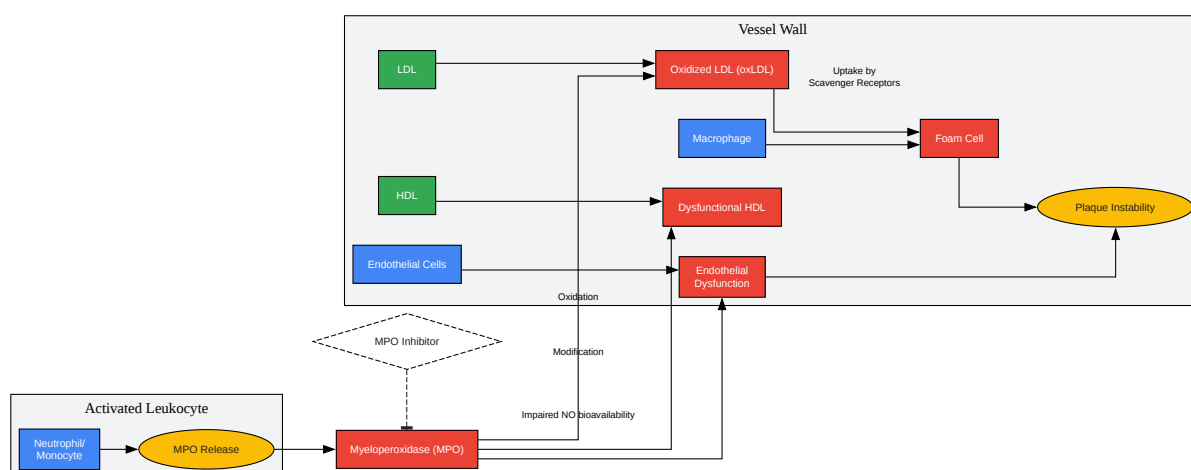 Vessel Wall
LDL
Oxidized LDL (oxLDL)
Uptake by
Scavenger Receptors
Macrophage
Foam Cell
HDL
Dysfunctional HDL
Plaque Instability
Endothelial Cells
Endothelial
Dysfunction
Oxidation
MPO Inhibitor
Modification
Activated Leukocyte
Impaired NO bioavailability
Neutrophil/
Monocyte
MPO Release
Myeloperoxidase (MPO)